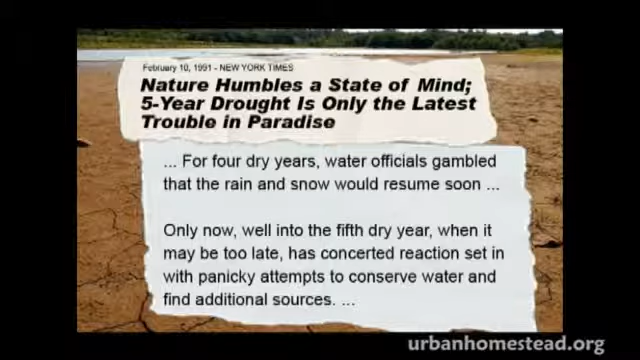 February 10, 1991 - NEW YORK TIMES
Nature Humbles a State of Mind;
5-Year Drought Is Only the Latest
Trouble in Paradise
... For four dry years, water officials gambled
that the rain and snow would resume soon ...
Only now, well into the fifth dry year, when it
may be too late, has concerted reaction set in
with panicky attempts to conserve water and
find additional sources. ...
urbanhomestead.org